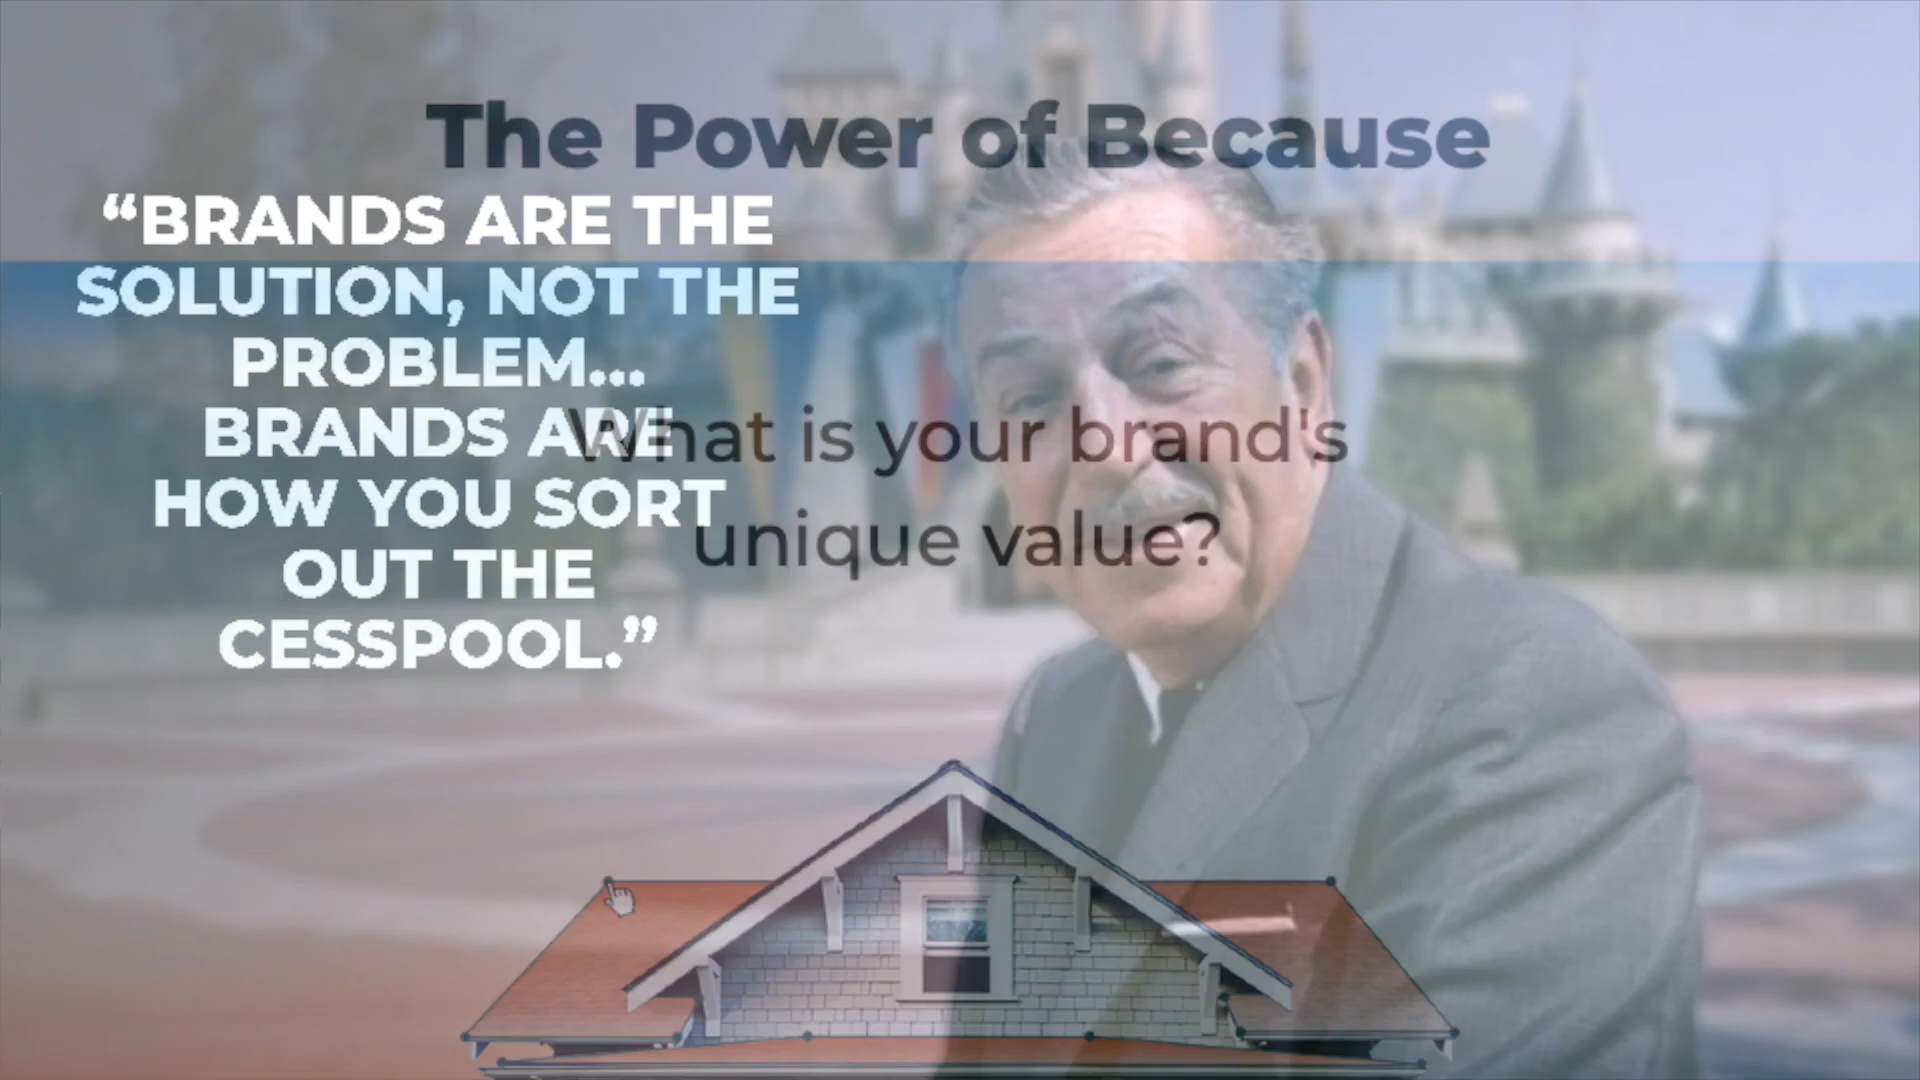 The Power of Because
“BRANDS ARE THE
SOLUTION, NOT THE
PROBLEM...
BRANDS ARE
HOW YOU SORT
OUT THE
CESSPOOL.”
What is your brand's
unique value?